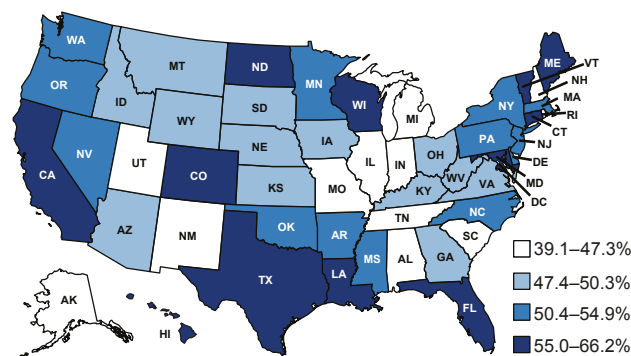 WA
OR
CA
NV
ID
MT
WY
UT
AZ
CO
NM
ND
SD
NE
KS
OK
TX
MN
IA
MO
AR
LA
WI
IL
MI
IN
OH
KY
TN
MS
AL
GA
FL
SC
NC
VA
WV
PA
NY
ME
VT
NH
MA
RI
CT
NJ
DE
MD
DC
AK
HI
39.1–47.3%
47.4–50.3%
50.4–54.9%
55.0–66.2%